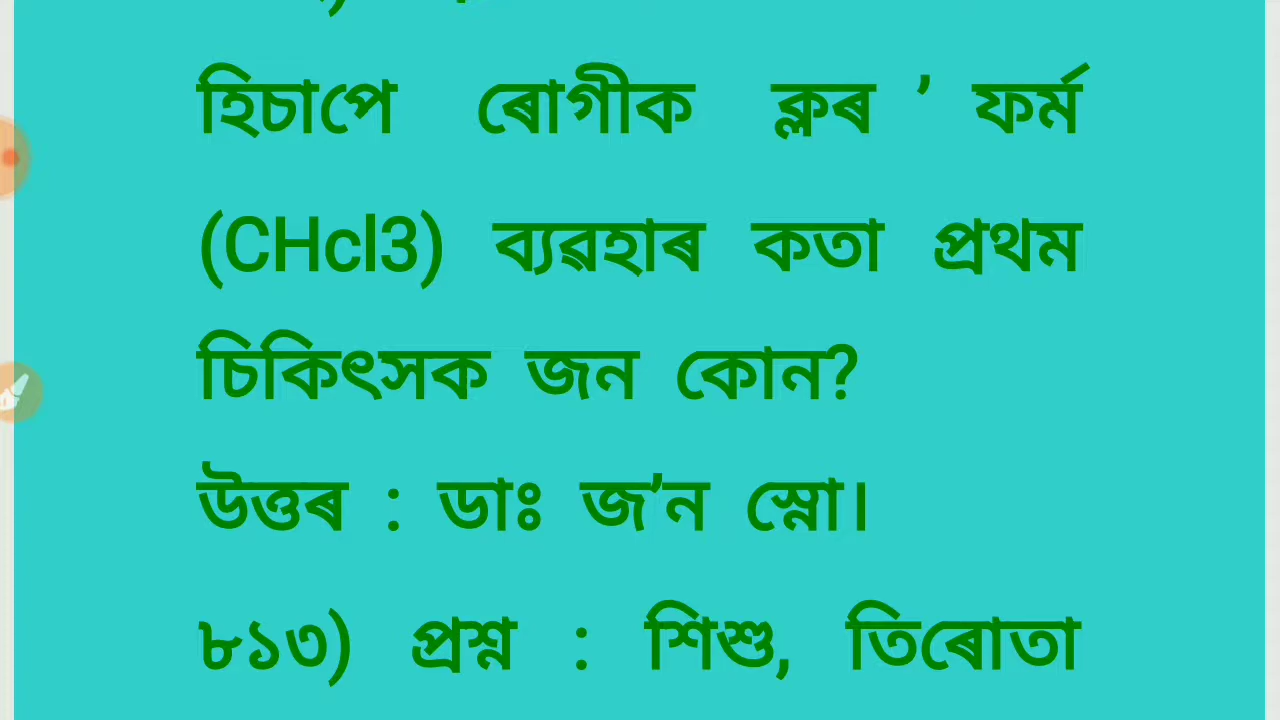 হিচাপে ৰোগীক ক্লৰ ’ ফৰ্ম
(CHcl3) ব্যৱহাৰ কতা প্ৰথম
চিকিৎসক জন কোন?
উত্তৰ : ডাঃ জ’ন স্নো।
৮১৩) প্ৰশ্ন : শিশু, তিৰোতা